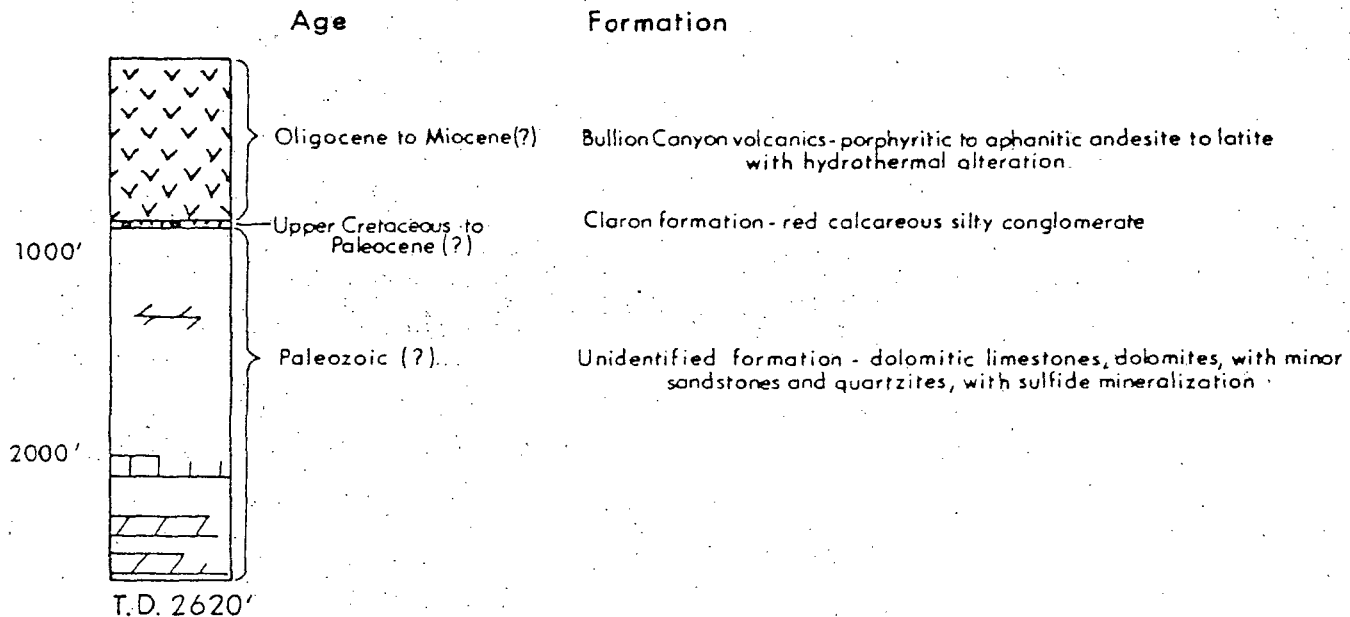 Age Formation
Oligocene to Miocene(?) Bullion Canyon volcanics- porphyritic to aphanitic andesite to latite
with hydrothermal alteration.
Upper Cretaceous to Claron formation - red calcareous silty conglomerate
Paleocene (?)
1000'
Paleozoic (?) Unidentified formation - dolomitic limestones, dolomites, with minor
sandstones and quartzites, with sulfide mineralization
2000'
T.D. 2620'